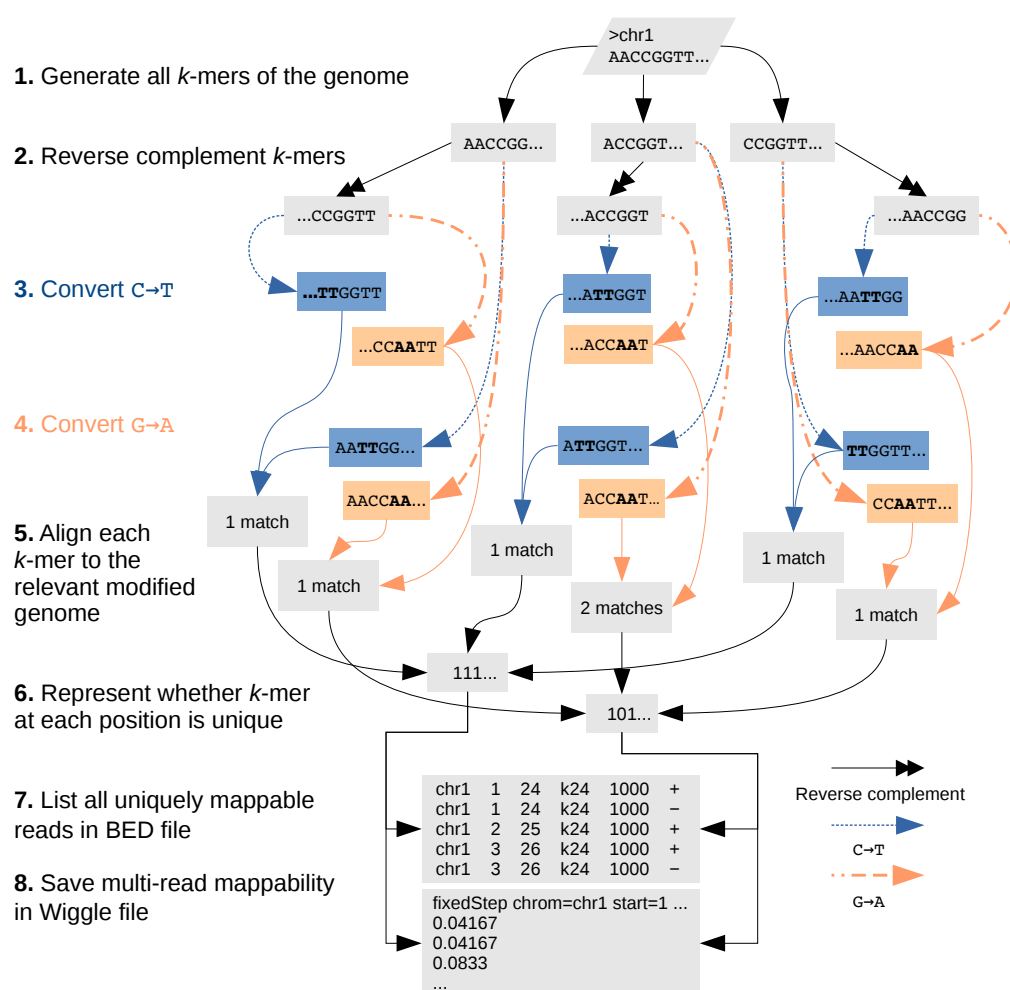 >chr1
AACCGGTT...
1. Generate all k-mers of the genome
AACCGG...
ACCGGT...
CCGGTT...
2. Reverse complement k-mers
...CCGGTT
...ACCGGT
...AACCGG
3. Convert C→T
...TTGGTT
...ATTGGT
...AATTGG
...CCAATT
...ACCAAT
...AACCAA
4. Convert G→A
AATTGG...
ATTGGT...
TTGGTT...
AACCAA...
ACCAAT...
CCAATT...
5. Align each
k-mer to the
relevant modified
genome
1 match
1 match
1 match
1 match
2 matches
1 match
6. Represent whether k-mer
at each position is unique
111...
101...
7. List all uniquely mappable
reads in BED file
chr1 1 24 k24 1000 +
chr1 1 24 k24 1000 −
chr1 2 25 k24 1000 +
chr1 3 26 k24 1000 +
chr1 3 26 k24 1000 −
8. Save multi-read mappability
in Wiggle file
fixedStep chrom=chr1 start=1 ...
0.04167
0.04167
0.0833
...
Reverse complement
C→T
G→A